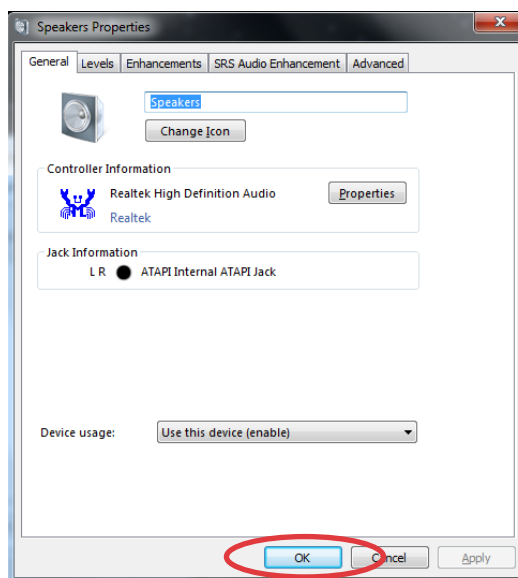 Speakers Properties
General Levels Enhancements SRS Audio Enhancement Advanced
Speakers
Change Icon
Controller Information
Realtek High Definition Audio Properties
Realtek
Jack Information
L R ATAPI Internal ATAPI Jack
Device usage: Use this device (enable)
OK Cancel Apply